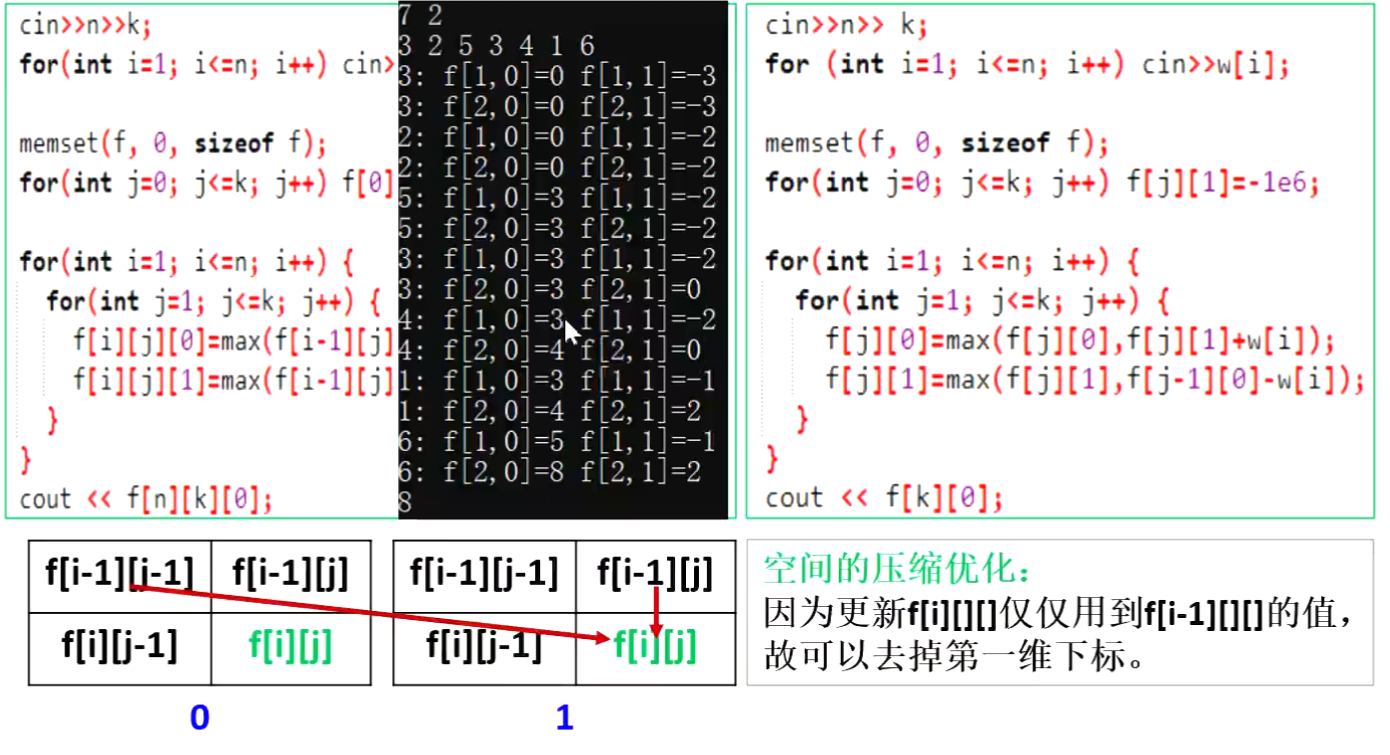 cin>>n>>k;
for(int i=1; i<=n; i++) cin>
memset(f, 0, sizeof f);
for(int j=0; j<=k; j++) f[0]
for(int i=1; i<=n; i++) {
for(int j=1; j<=k; j++) {
f[i][j][0]=max(f[i-1][j]
f[i][j][1]=max(f[i-1][j]
}
}
cout << f[n][k][0];
7 2
3 2 5 3 4 1 6
3: f[1,0]=0 f[1,1]=-3
3: f[2,0]=0 f[2,1]=-3
2: f[1,0]=0 f[1,1]=-2
2: f[2,0]=0 f[2,1]=-2
5: f[1,0]=3 f[1,1]=-2
5: f[2,0]=3 f[2,1]=-2
3: f[1,0]=3 f[1,1]=-2
3: f[2,0]=3 f[2,1]=0
4: f[1,0]=3 f[1,1]=-2
4: f[2,0]=4 f[2,1]=0
1: f[1,0]=3 f[1,1]=-1
1: f[2,0]=4 f[2,1]=2
6: f[1,0]=5 f[1,1]=-1
6: f[2,0]=8 f[2,1]=2
8
cin>>n>> k;
for (int i=1; i<=n; i++) cin>>w[i];
memset(f, 0, sizeof f);
for(int j=0; j<=k; j++) f[j][1]=-1e6;
for(int i=1; i<=n; i++) {
for(int j=1; j<=k; j++) {
f[j][0]=max(f[j][0],f[j][1]+w[i]);
f[j][1]=max(f[j][1],f[j-1][0]-w[i]);
}
}
cout << f[k][0];
f[i-1][j-1] f[i-1][j]
f[i][j-1] f[i][j]
0
f[i-1][j-1] f[i-1][j]
f[i][j-1] f[i][j]
1
空间的压缩优化：
因为更新f[i][][]仅仅用到f[i-1][][]的值，
故可以去掉第一维下标。